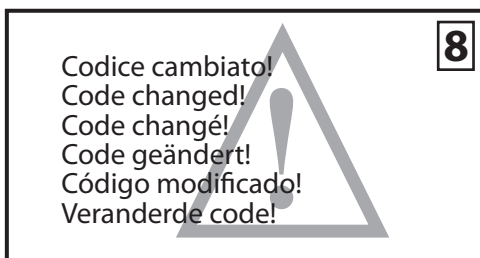 8
Codice cambiato!
Code changed!
Code changé!
Code geändert!
Código modificado!
Veranderde code!